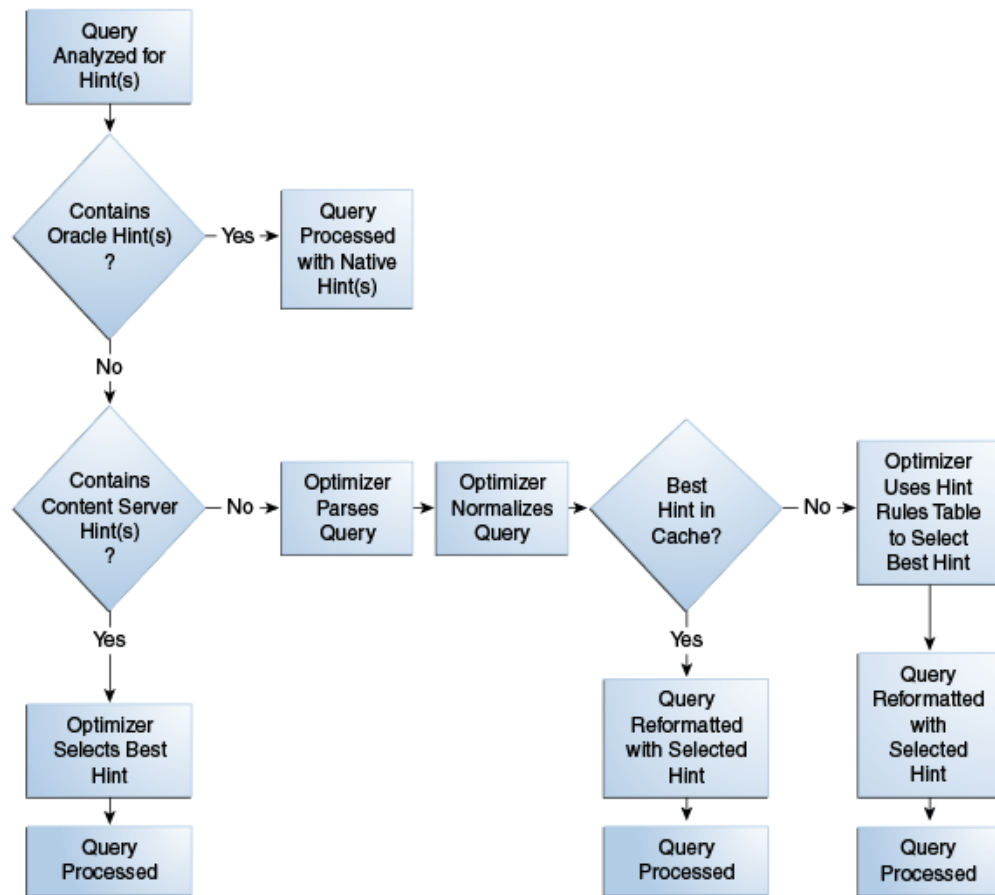 Query
Analyzed for
Hint(s)
Contains
Oracle Hint(s)
?
Yes
Query
Processed
with Native
Hint(s)
No
Contains
Content Server
Hint(s)
?
No
Optimizer
Parses
Query
Optimizer
Normalizes
Query
Best
Hint in
Cache?
No
Optimizer
Uses Hint
Rules Table
to Select
Best Hint
Yes
Optimizer
Selects Best
Hint
Query
Processed
Yes
Query
Reformatted
with Selected
Hint
Query
Processed
Query
Reformatted
with
Selected
Hint
Query
Processed